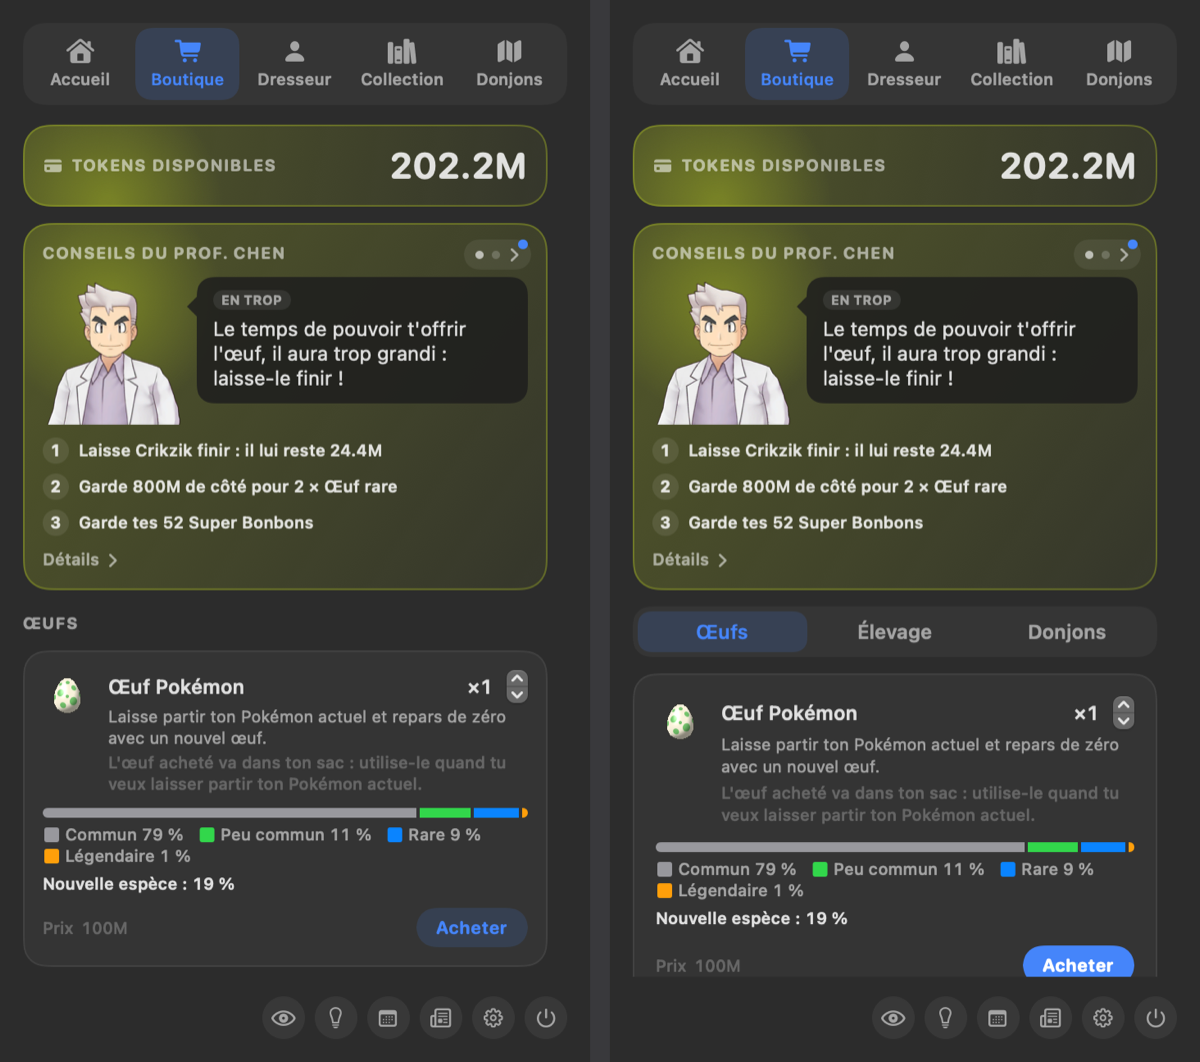 Accueil Boutique Dresseur Collection Donjons
TOKENS DISPONIBLES 202.2M
CONSEILS DU PROF. CHEN
EN TROP
Le temps de pouvoir t'offrir
l'œuf, il aura trop grandi :
laisse-le finir !
1 Laisse Crikzik finir : il lui reste 24.4M
2 Garde 800M de côté pour 2 × Œuf rare
3 Garde tes 52 Super Bonbons
Détails
ŒUFS
Œuf Pokémon ×1
Laisse partir ton Pokémon actuel et repars de zéro
avec un nouvel œuf.
L'œuf acheté va dans ton sac : utilise-le quand tu
veux laisser partir ton Pokémon actuel.
Commun 79 % Peu commun 11 % Rare 9 %
Légendaire 1 %
Nouvelle espèce : 19 %
Prix 100M Acheter
Accueil Boutique Dresseur Collection Donjons
TOKENS DISPONIBLES 202.2M
CONSEILS DU PROF. CHEN
EN TROP
Le temps de pouvoir t'offrir
l'œuf, il aura trop grandi :
laisse-le finir !
1 Laisse Crikzik finir : il lui reste 24.4M
2 Garde 800M de côté pour 2 × Œuf rare
3 Garde tes 52 Super Bonbons
Détails
Œufs Élevage Donjons
Œuf Pokémon ×1
Laisse partir ton Pokémon actuel et repars de zéro
avec un nouvel œuf.
L'œuf acheté va dans ton sac : utilise-le quand tu
veux laisser partir ton Pokémon actuel.
Commun 79 % Peu commun 11 % Rare 9 %
Légendaire 1 %
Nouvelle espèce : 19 %
Prix 100M Acheter